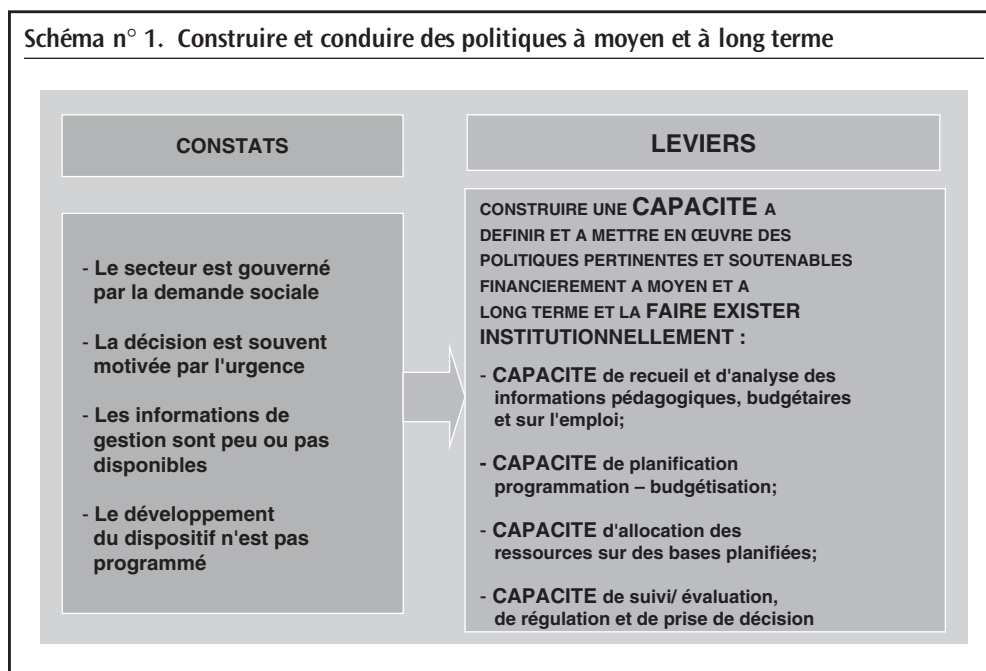 Schéma n° 1. Construire et conduire des politiques à moyen et à long terme
CONSTATS
- Le secteur est gouverné
par la demande sociale
- La décision est souvent
motivée par l'urgence
- Les informations de
gestion sont peu ou pas
disponibles
- Le développement
du dispositif n'est pas
programmé
LEVIERS
CONSTRUIRE UNE CAPACITE A
DEFINIR ET A METTRE EN ŒUVRE DES
POLITIQUES PERTINENTES ET SOUTENABLES
FINANCIEREMENT A MOYEN ET A
LONG TERME ET LA FAIRE EXISTER
INSTITUTIONNELLEMENT :
- CAPACITE de recueil et d'analyse des
informations pédagogiques, budgétaires
et sur l'emploi;
- CAPACITE de planification
programmation – budgétisation;
- CAPACITE d'allocation des
ressources sur des bases planifiées;
- CAPACITE de suivi/ évaluation,
de régulation et de prise de décision